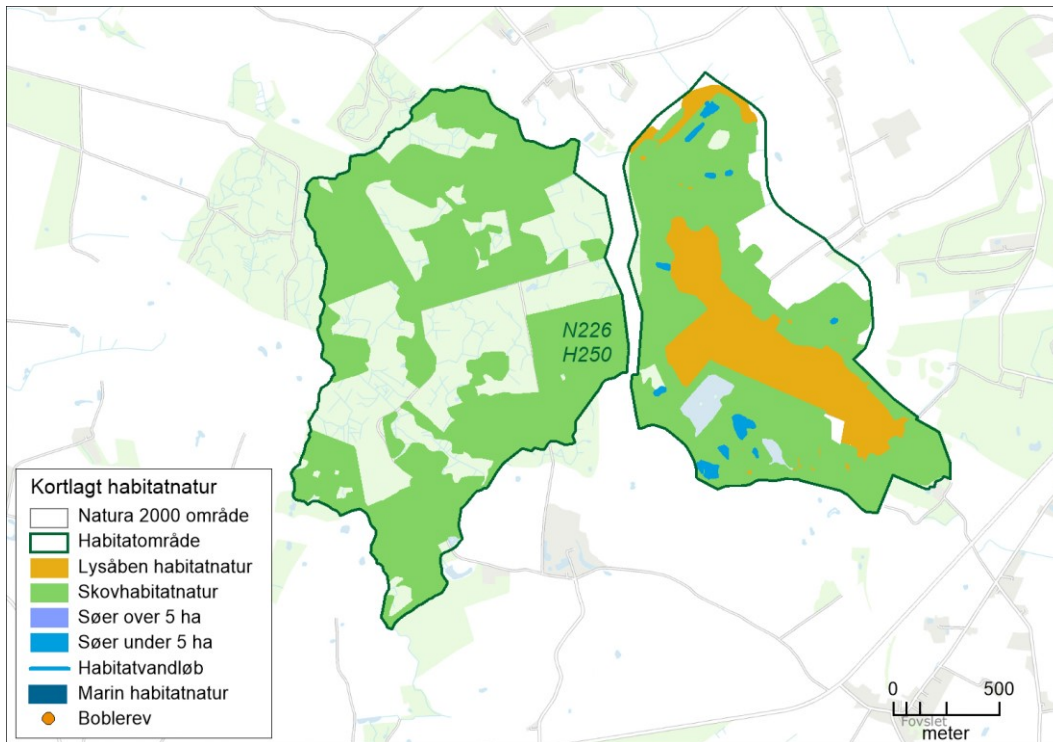 N226
H250
Kortlagt habitatnatur
Natura 2000 område
Habitatområde
Lysåben habitatnatur
Skovhabitatnatur
Søer over 5 ha
Søer under 5 ha
Habitatvandløb
Marin habitatnatur
Boblerev
0 500
Fovslet
meter